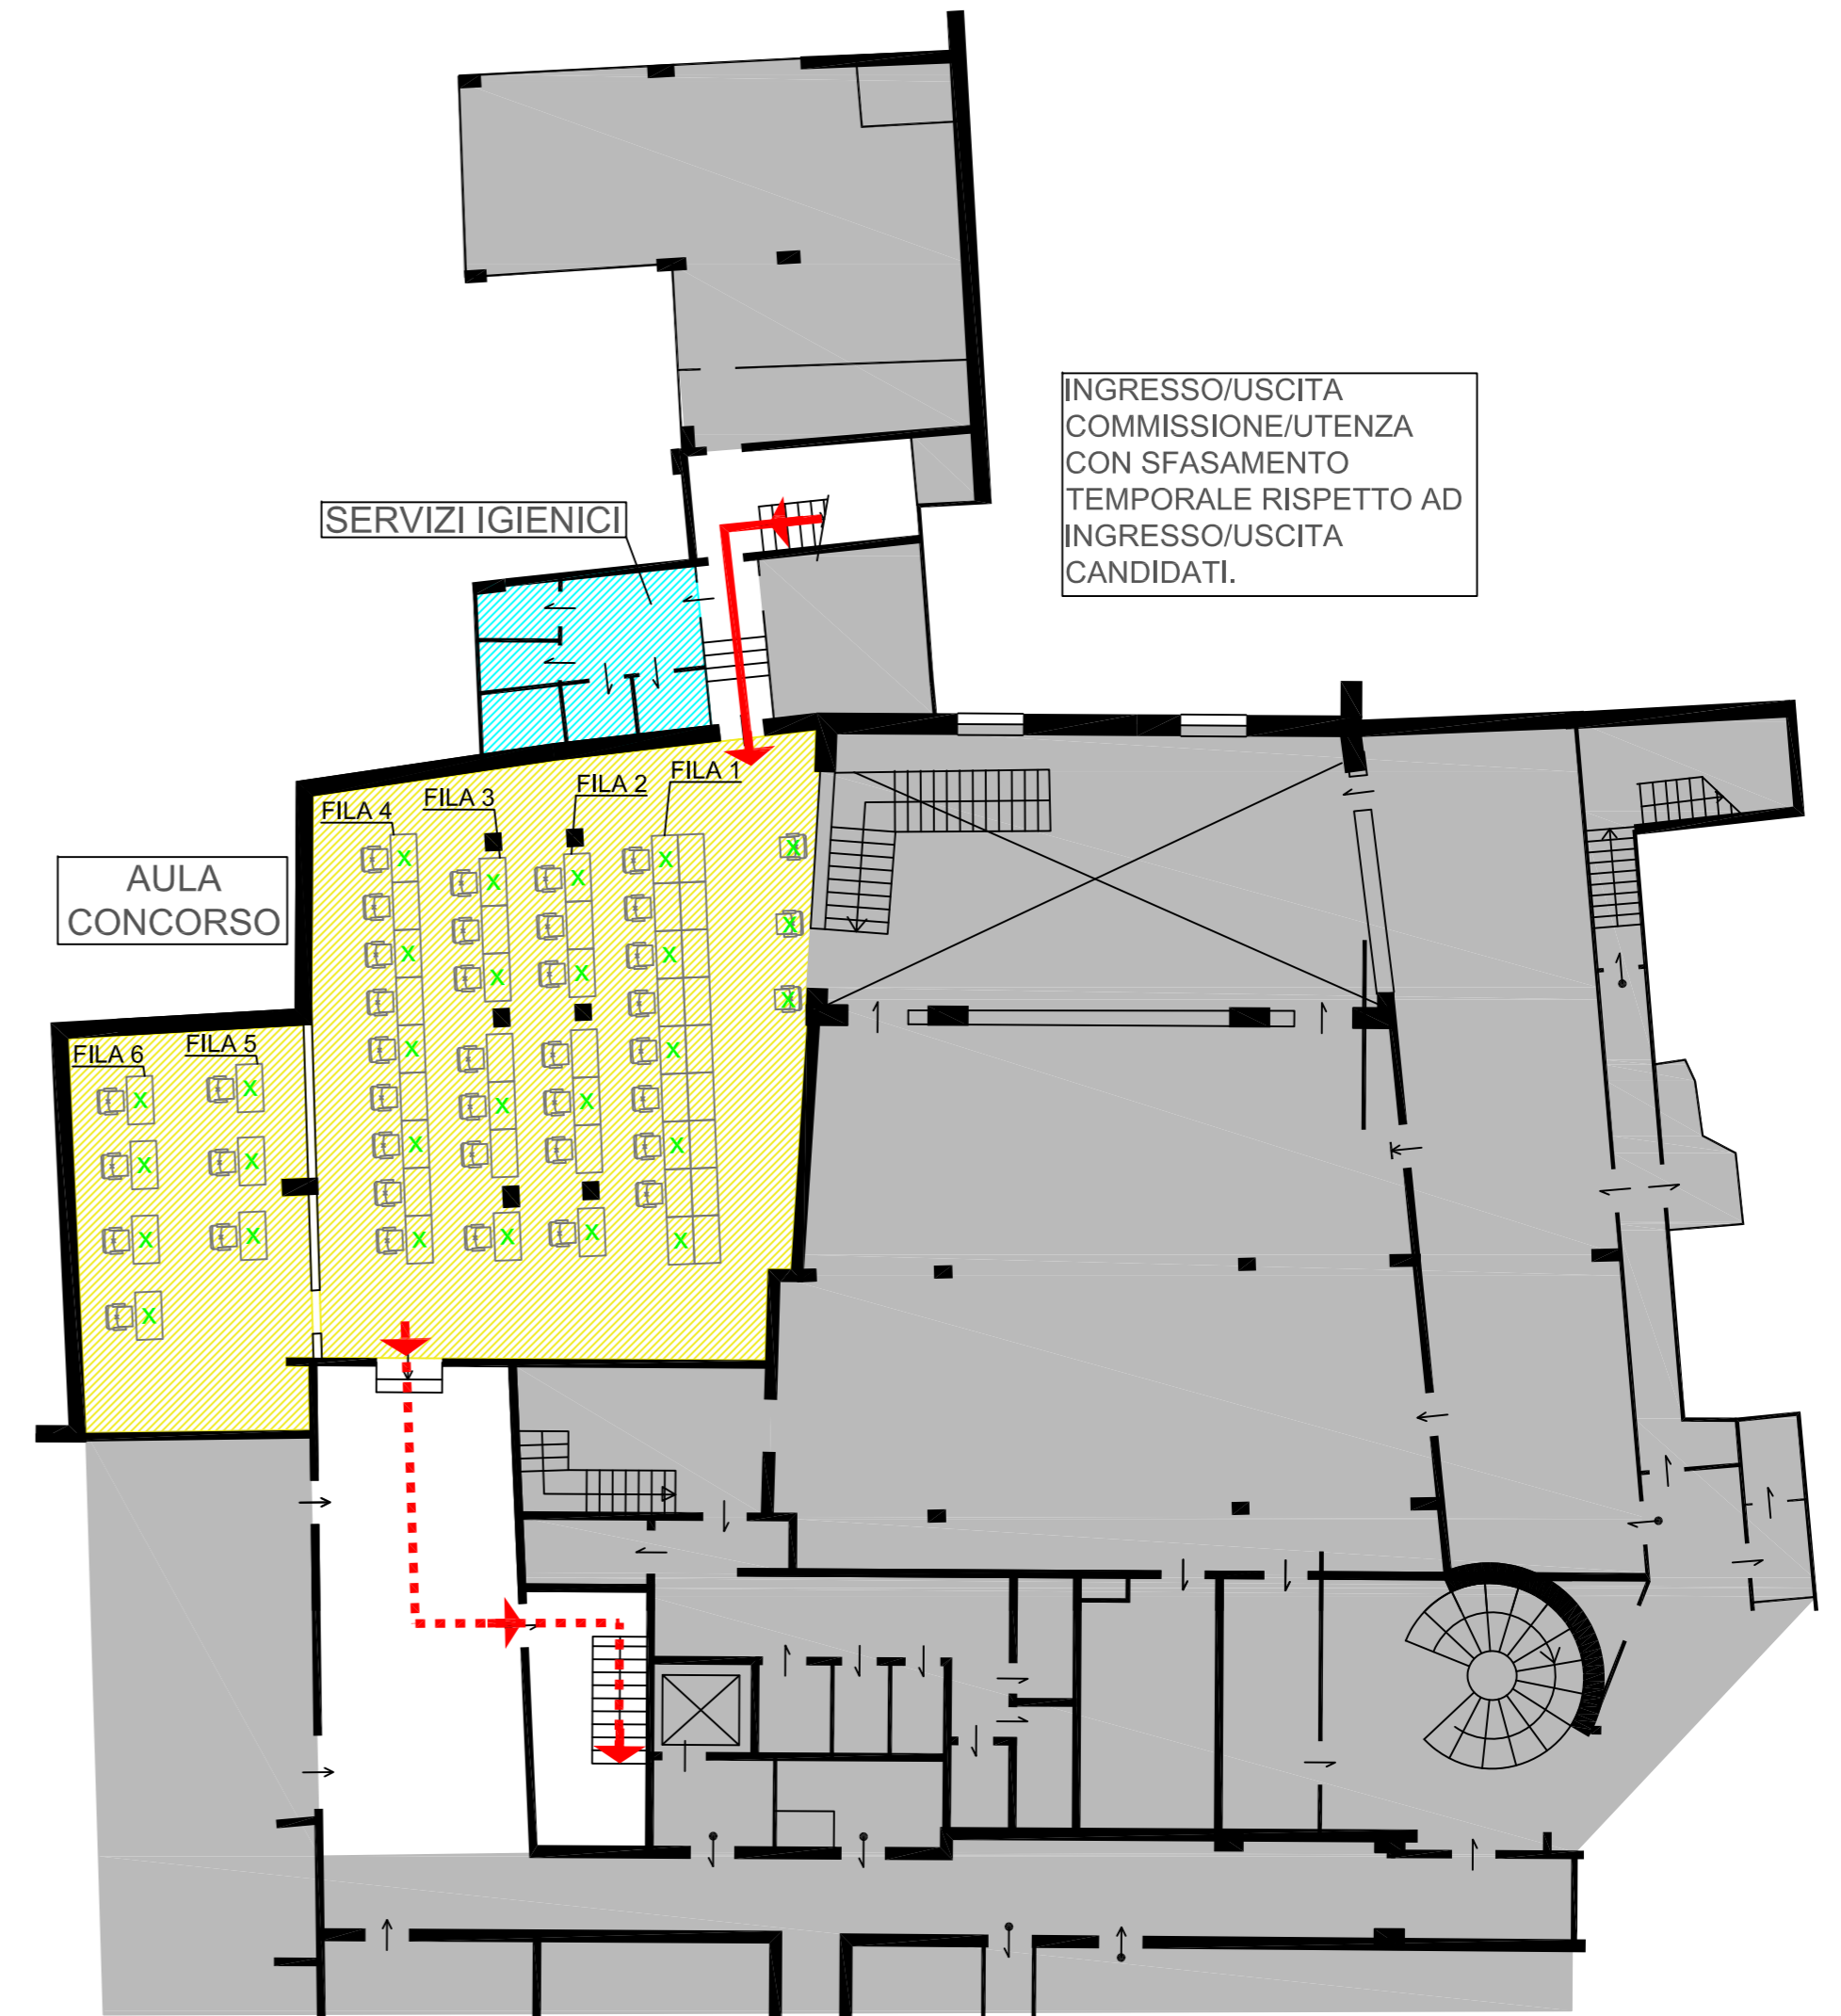 INGRESSO/USCITA
COMMISSIONE/UTENZA
CON SFASAMENTO
TEMPORALE RISPETTO AD
INGRESSO/USCITA
CANDIDATI.
SERVIZI IGIENICI
FILA 1
FILA 2
FILA 3
FILA 4
AULA
CONCORSO
FILA 5
FILA 6